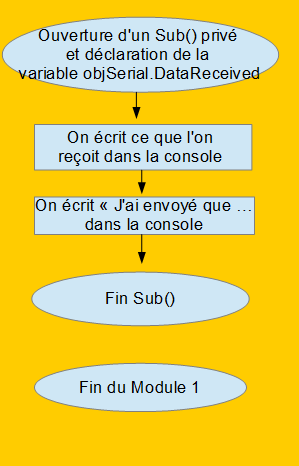 Ouverture d'un Sub() privé
et déclaration de la
variable objSerial.DataReceived
On écrit ce que l'on
reçoit dans la console
On écrit « J'ai envoyé que ...
dans la console
Fin Sub()
Fin du Module 1